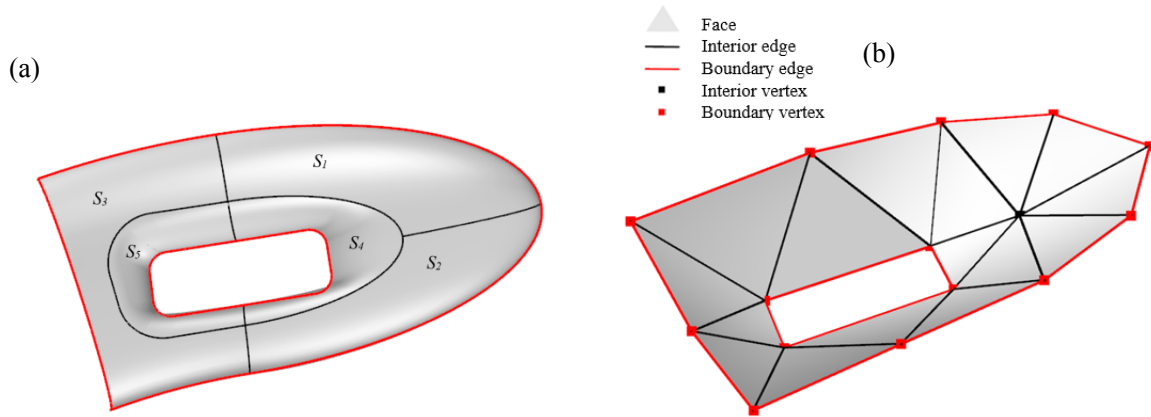 (a)
S1
S3
S4
S5
S2
Face
Interior edge
Boundary edge
Interior vertex
Boundary vertex
(b)